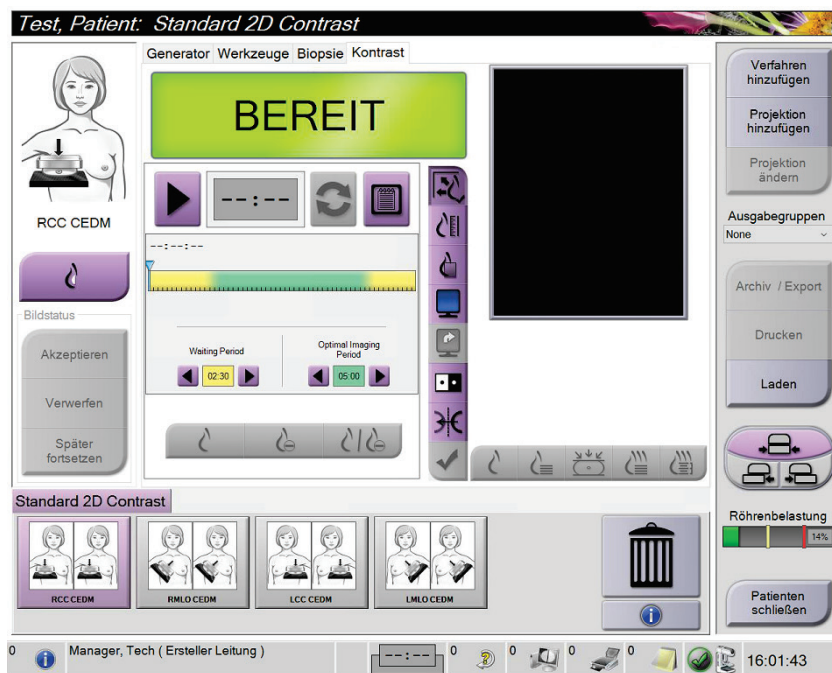 Test, Patient: Standard 2D Contrast
Generator Werkzeuge Biopsie Kontrast
BEREIT
--:--
--:--:--
Waiting Period
02:30
Optimal Imaging
Period
05:00
RCC CEDM
Bildstatus
Akzeptieren
Verwerfen
Später
fortsetzen
Verfahren
hinzufügen
Projektion
hinzufügen
Projektion
ändern
Ausgabegruppen
None
Archiv / Export
Drucken
Laden
Röhrenbelastung
14%
Patienten
schließen
Standard 2D Contrast
RCC CEDM
RMLO CEDM
LCC CEDM
LMLO CEDM
0 Manager, Tech ( Ersteller Leitung ) --:-- 0 0 0 0 16:01:43